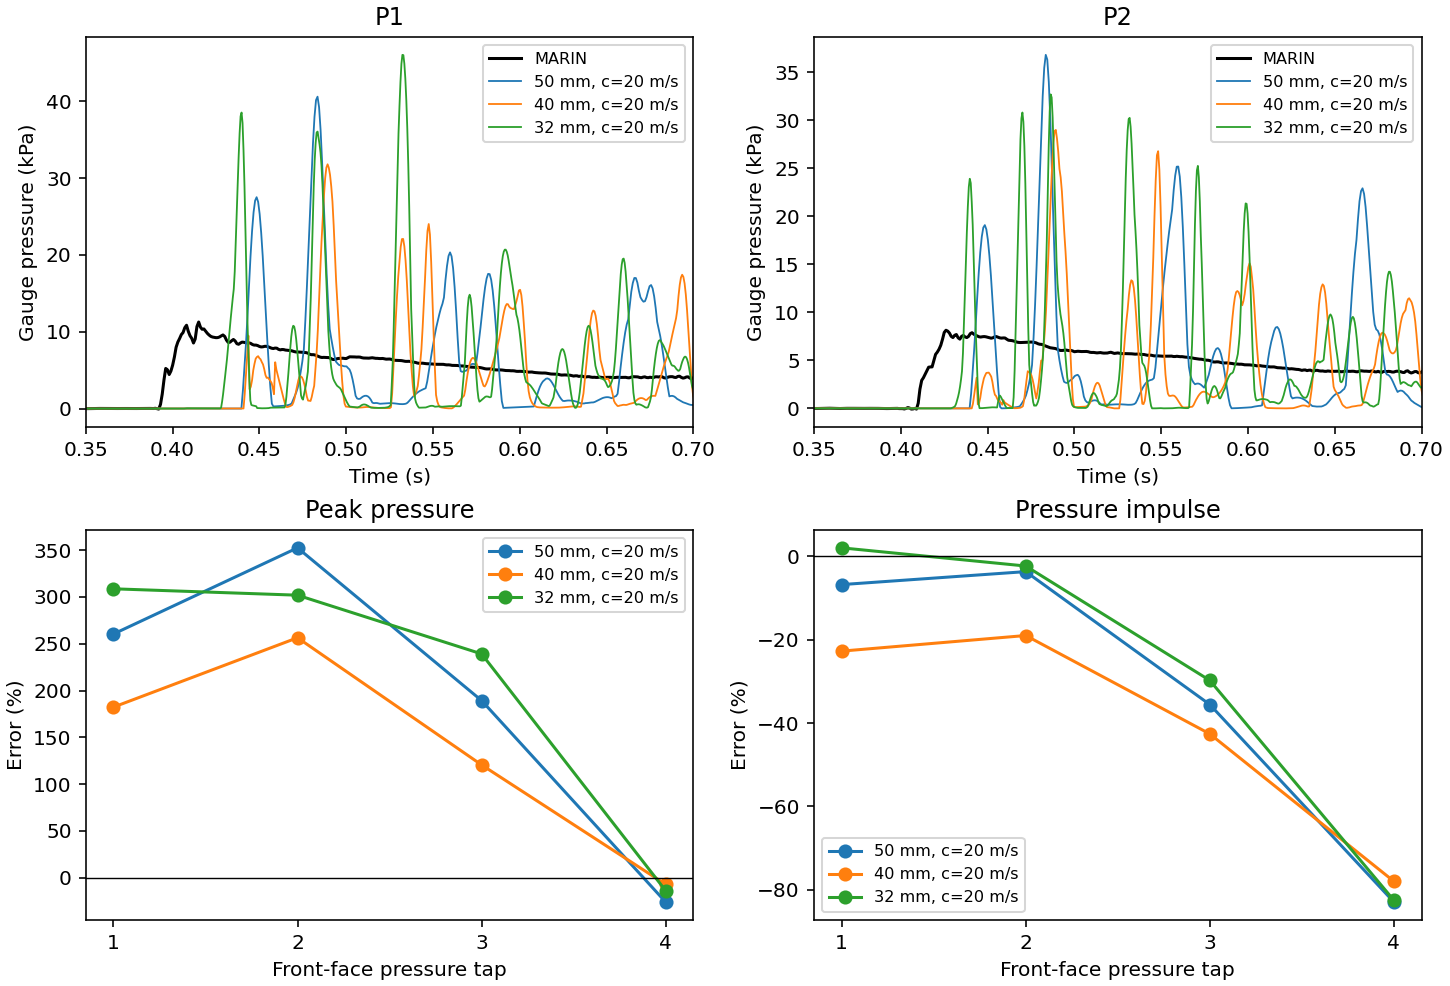 P1
Gauge pressure (kPa)
40
30
20
10
0
MARIN
50 mm, c=20 m/s
40 mm, c=20 m/s
32 mm, c=20 m/s
0.35 0.40 0.45 0.50 0.55 0.60 0.65 0.70
Time (s)
P2
Gauge pressure (kPa)
35
30
25
20
15
10
5
0
MARIN
50 mm, c=20 m/s
40 mm, c=20 m/s
32 mm, c=20 m/s
0.35 0.40 0.45 0.50 0.55 0.60 0.65 0.70
Time (s)
Peak pressure
Error (%)
350
300
250
200
150
100
50
0
50 mm, c=20 m/s
40 mm, c=20 m/s
32 mm, c=20 m/s
1 2 3 4
Front-face pressure tap
Pressure impulse
Error (%)
0
−20
−40
−60
−80
50 mm, c=20 m/s
40 mm, c=20 m/s
32 mm, c=20 m/s
1 2 3 4
Front-face pressure tap